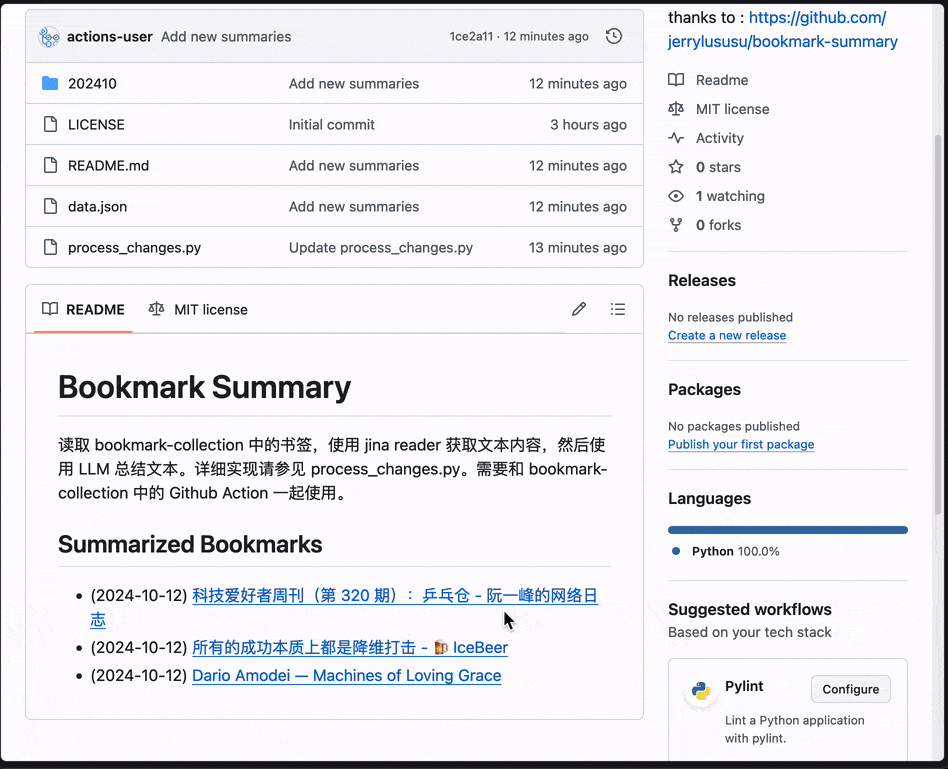 actions-user Add new summaries 1ce2a11 · 12 minutes ago
202410 Add new summaries 12 minutes ago
LICENSE Initial commit 3 hours ago
README.md Add new summaries 12 minutes ago
data.json Add new summaries 12 minutes ago
process_changes.py Update process_changes.py 13 minutes ago
README MIT license
Bookmark Summary
读取 bookmark-collection 中的书签，使用 jina reader 获取文本内容，然后使
用 LLM 总结文本。详细实现请参见 process_changes.py。需要和 bookmark-
collection 中的 Github Action 一起使用。
Summarized Bookmarks
• (2024-10-12) 科技爱好者周刊（第 320 期）：乒乓仓 - 阮一峰的网络日
志
• (2024-10-12) 所有的成功本质上都是降维打击 - 🍺 IceBeer
• (2024-10-12) Dario Amodei — Machines of Loving Grace
thanks to : https://github.com/
jerrylususu/bookmark-summary
Readme
MIT license
Activity
0 stars
1 watching
0 forks
Releases
No releases published
Create a new release
Packages
No packages published
Publish your first package
Languages
Python 100.0%
Suggested workflows
Based on your tech stack
Pylint Configure
Lint a Python application
with pylint.